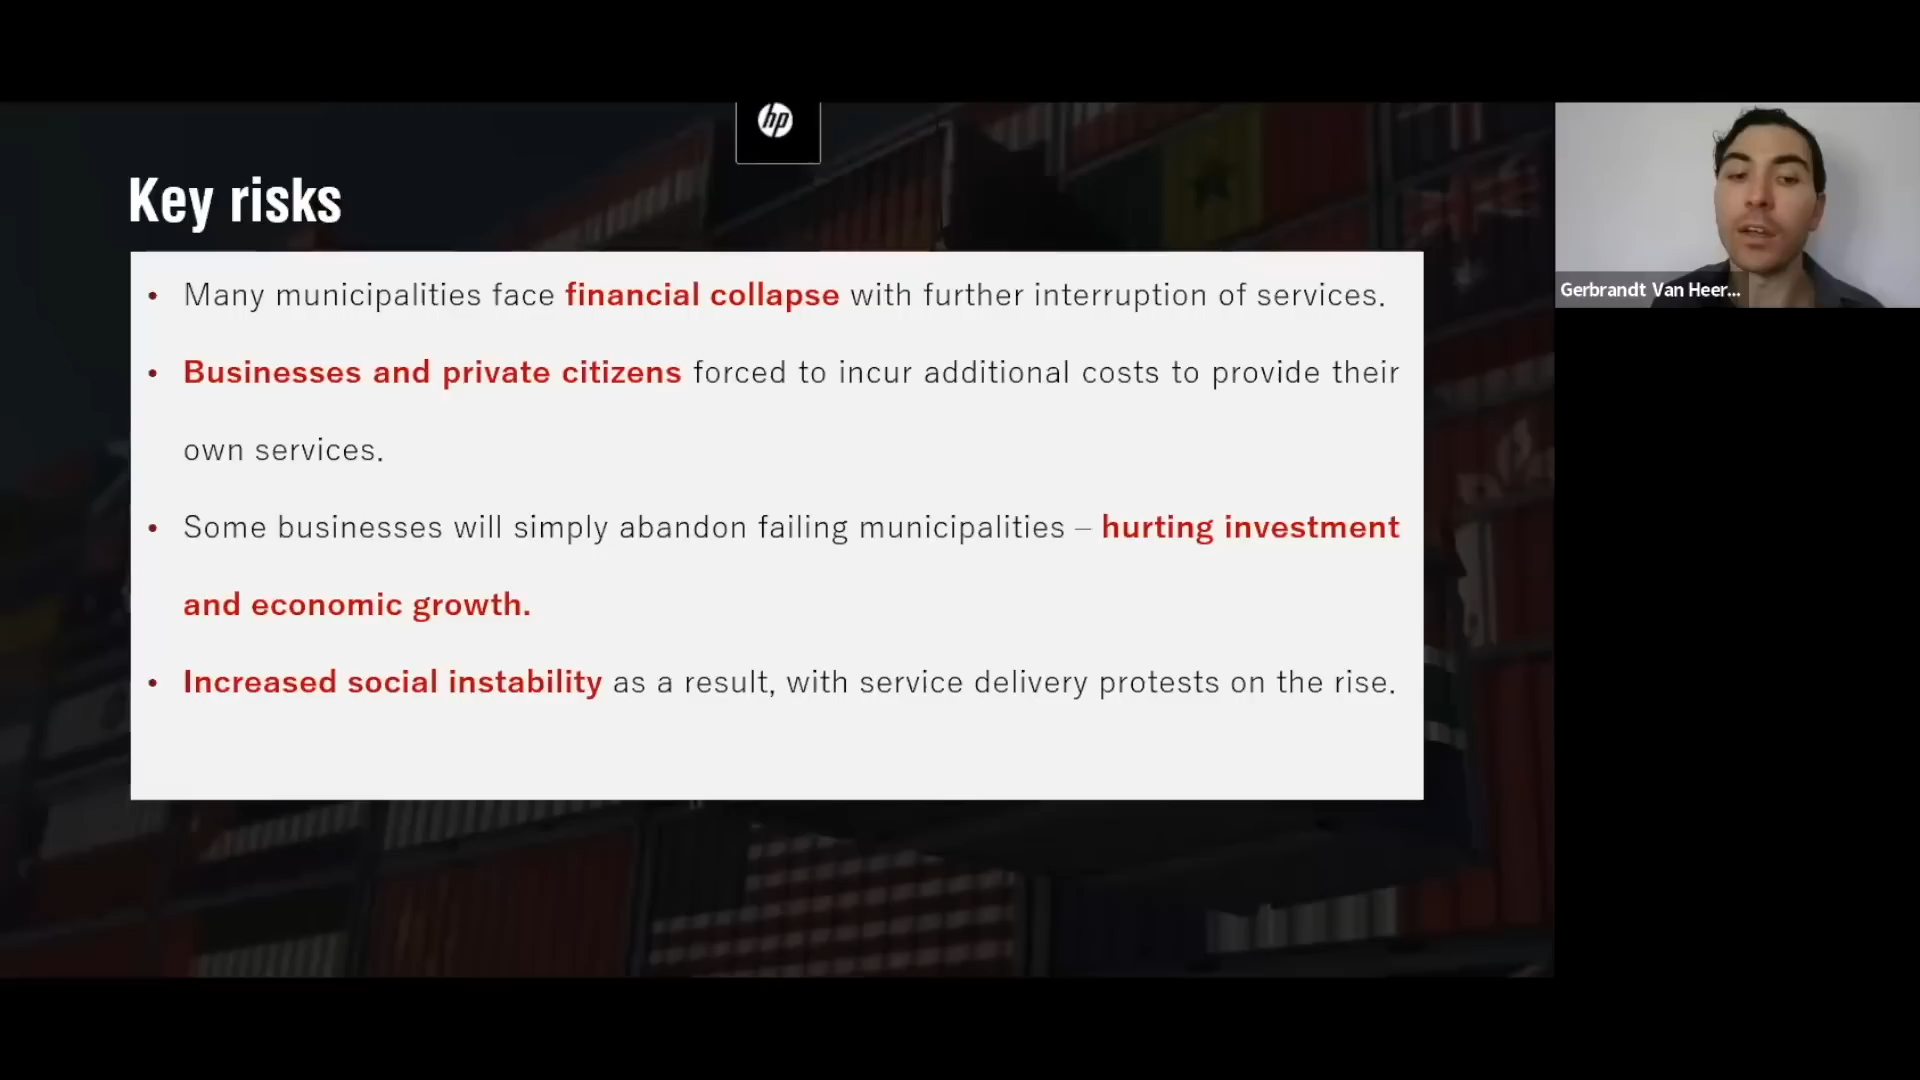 hp
Key risks
• Many municipalities face financial collapse with further interruption of services.
• Businesses and private citizens forced to incur additional costs to provide their
own services.
• Some businesses will simply abandon failing municipalities – hurting investment
and economic growth.
• Increased social instability as a result, with service delivery protests on the rise.
Gerbrandt Van Heer...